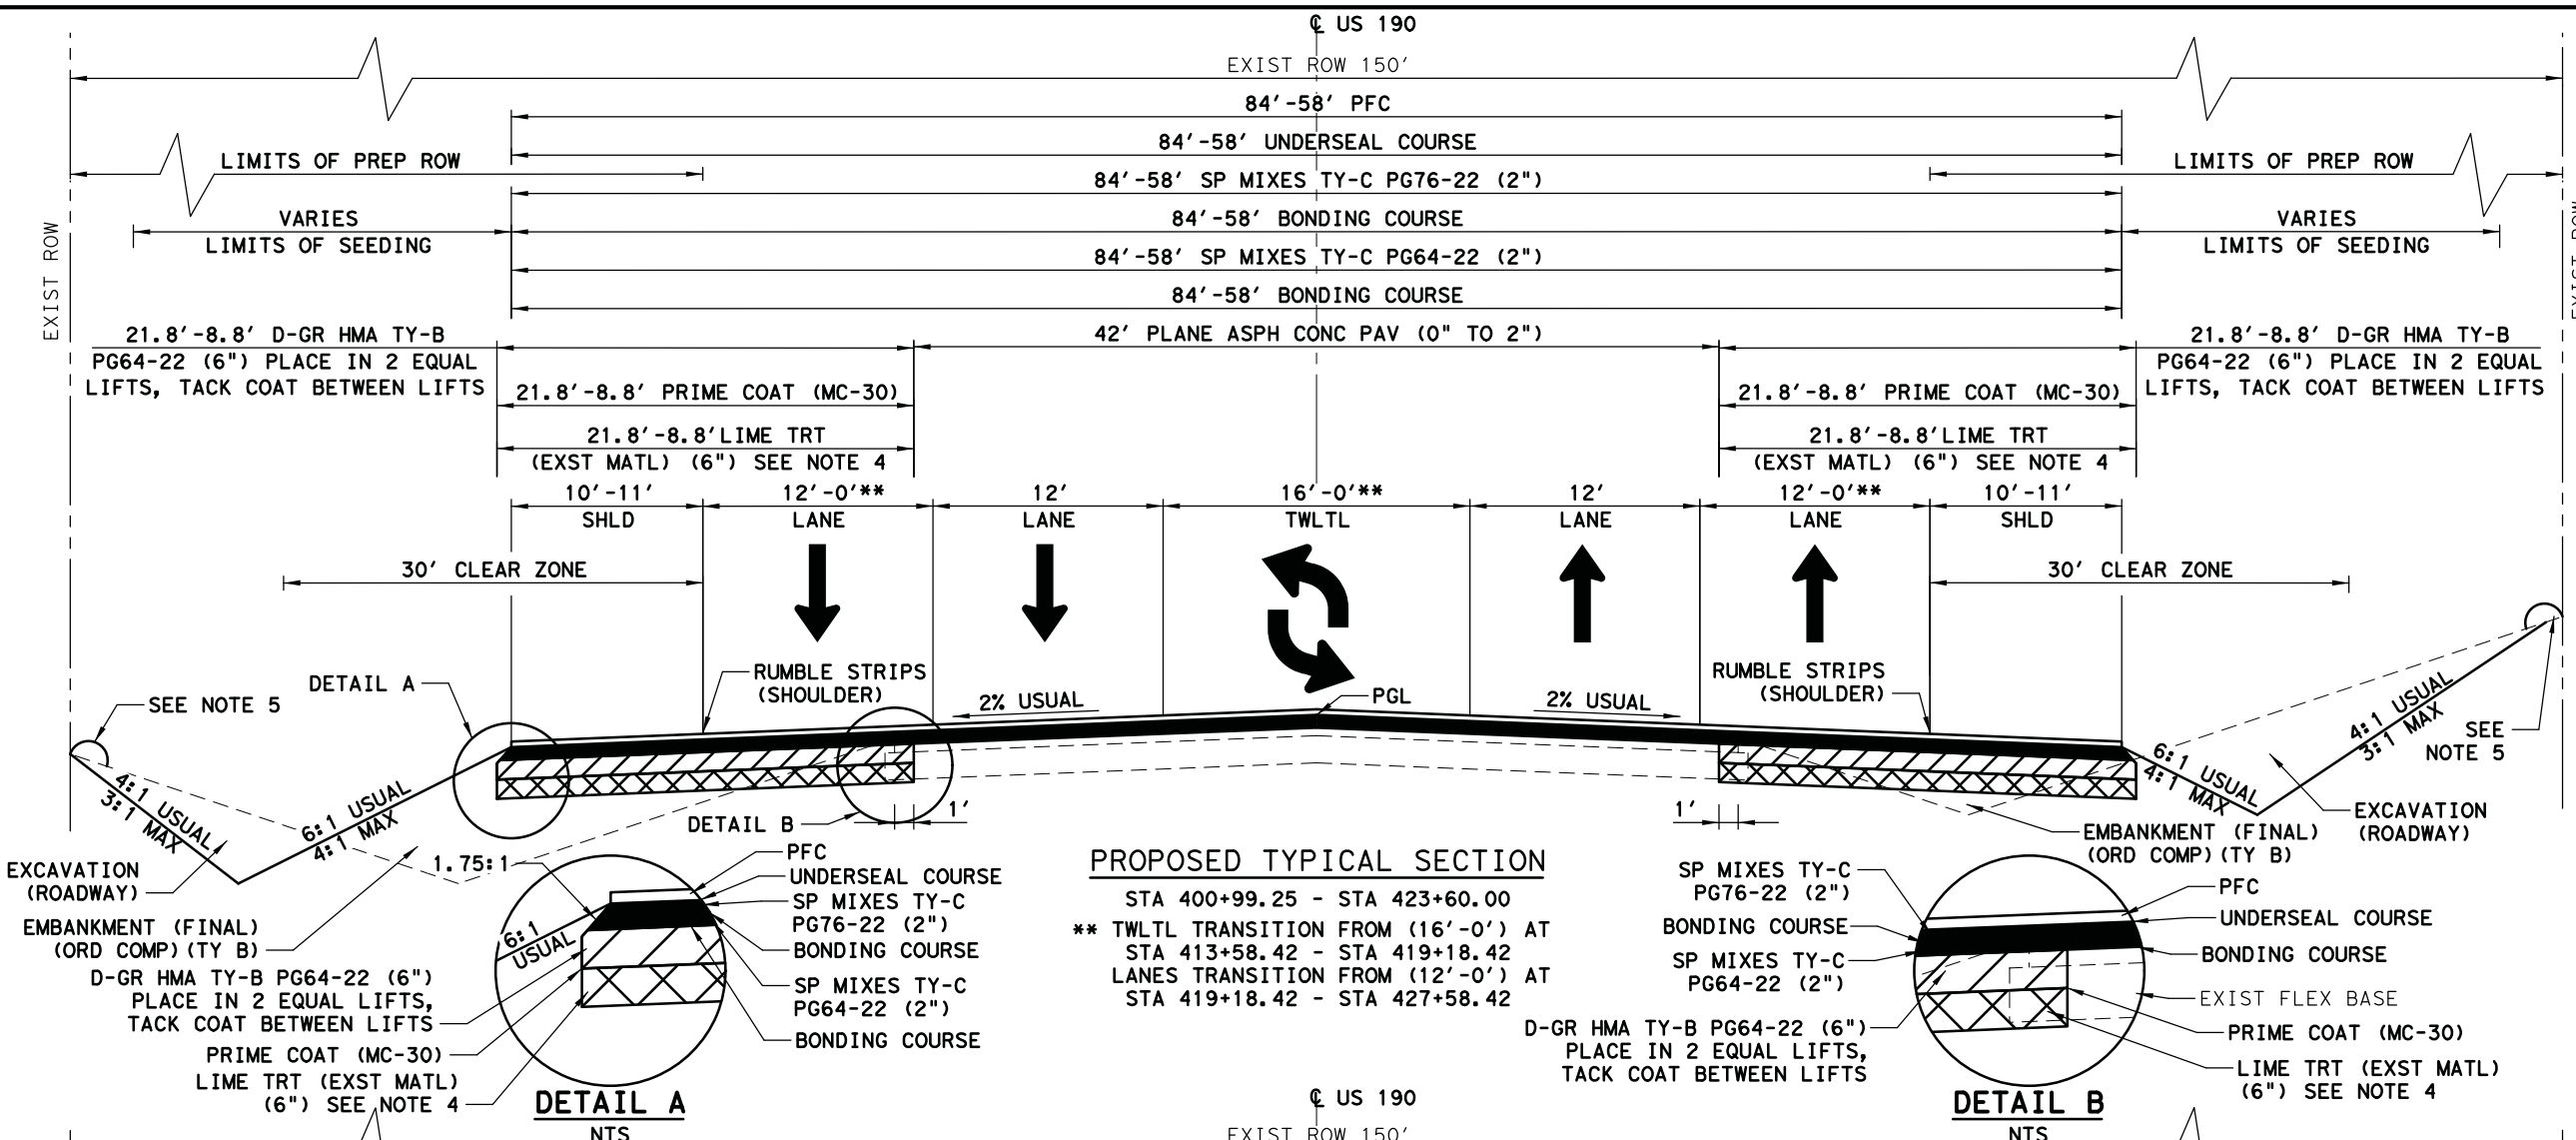 ℄ US 190
EXIST ROW 150'
84'-58' PFC
84'-58' UNDERSEAL COURSE
LIMITS OF PREP ROW
LIMITS OF PREP ROW
84'-58' SP MIXES TY-C PG76-22 (2")
VARIES
LIMITS OF SEEDING
84'-58' BONDING COURSE
VARIES
LIMITS OF SEEDING
84'-58' SP MIXES TY-C PG64-22 (2")
84'-58' BONDING COURSE
EXIST ROW
EXIST ROW
21.8'-8.8' D-GR HMA TY-B
PG64-22 (6") PLACE IN 2 EQUAL
LIFTS, TACK COAT BETWEEN LIFTS
42' PLANE ASPH CONC PAV (0" TO 2")
21.8'-8.8' D-GR HMA TY-B
PG64-22 (6") PLACE IN 2 EQUAL
LIFTS, TACK COAT BETWEEN LIFTS
21.8'-8.8' PRIME COAT (MC-30)
21.8'-8.8' PRIME COAT (MC-30)
21.8'-8.8'LIME TRT
(EXST MATL) (6") SEE NOTE 4
21.8'-8.8'LIME TRT
(EXST MATL) (6") SEE NOTE 4
10'-11'
SHLD
12'-0'**
LANE
12'
LANE
16'-0'**
TWLTL
12'
LANE
12'-0'**
LANE
10'-11'
SHLD
30' CLEAR ZONE
30' CLEAR ZONE
DETAIL A
SEE NOTE 5
RUMBLE STRIPS
(SHOULDER)
2% USUAL
PGL
2% USUAL
RUMBLE STRIPS
(SHOULDER)
4:1 USUAL
3:1 MAX
SEE
NOTE 5
4:1 USUAL
3:1 MAX
6:1 USUAL
4:1 MAX
6:1 USUAL
4:1 MAX
DETAIL B
1'
1'
EXCAVATION
(ROADWAY)
EXCAVATION
(ROADWAY)
EMBANKMENT (FINAL)
(ORD COMP)(TY B)
EMBANKMENT (FINAL)
(ORD COMP)(TY B)
1.75:1
6:1
USUAL
PFC
UNDERSEAL COURSE
SP MIXES TY-C
PG76-22 (2")
BONDING COURSE
SP MIXES TY-C
PG64-22 (2")
BONDING COURSE
D-GR HMA TY-B PG64-22 (6")
PLACE IN 2 EQUAL LIFTS,
TACK COAT BETWEEN LIFTS
PRIME COAT (MC-30)
LIME TRT (EXST MATL)
(6") SEE NOTE 4
DETAIL A
NTS
PROPOSED TYPICAL SECTION
STA 400+99.25 - STA 423+60.00
** TWLTL TRANSITION FROM (16'-0') AT
STA 413+58.42 - STA 419+18.42
LANES TRANSITION FROM (12'-0') AT
STA 419+18.42 - STA 427+58.42
SP MIXES TY-C
PG76-22 (2")
BONDING COURSE
SP MIXES TY-C
PG64-22 (2")
D-GR HMA TY-B PG64-22 (6")
PLACE IN 2 EQUAL LIFTS,
TACK COAT BETWEEN LIFTS
PFC
UNDERSEAL COURSE
BONDING COURSE
EXIST FLEX BASE
PRIME COAT (MC-30)
LIME TRT (EXST MATL)
(6") SEE NOTE 4
DETAIL B
NTS
℄ US 190
EXIST ROW 150'